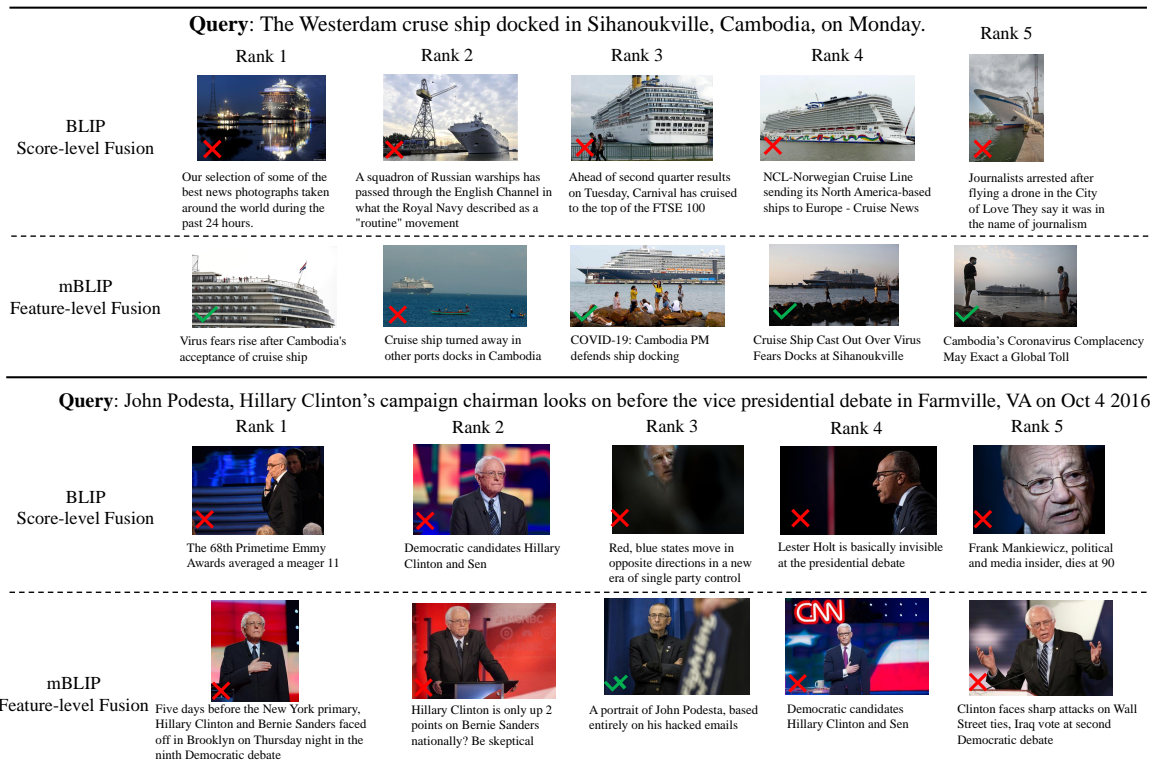 Query: The Westerdam cruse ship docked in Sihanoukville, Cambodia, on Monday.
Rank 1
Rank 2
Rank 3
Rank 4
Rank 5
BLIP
Score-level Fusion
Our selection of some of the
best news photographs taken
around the world during the
past 24 hours.
A squadron of Russian warships has
passed through the English Channel in
what the Royal Navy described as a
"routine" movement
Ahead of second quarter results
on Tuesday, Carnival has cruised
to the top of the FTSE 100
NCL-Norwegian Cruise Line
sending its North America-based
ships to Europe - Cruise News
Journalists arrested after
flying a drone in the City
of Love They say it was in
the name of journalism
mBLIP
Feature-level Fusion
Virus fears rise after Cambodia's
acceptance of cruise ship
Cruise ship turned away in
other ports docks in Cambodia
COVID-19: Cambodia PM
defends ship docking
Cruise Ship Cast Out Over Virus
Fears Docks at Sihanoukville
Cambodia's Coronavirus Complacency
May Exact a Global Toll
Query: John Podesta, Hillary Clinton's campaign chairman looks on before the vice presidential debate in Farmville, VA on Oct 4 2016
Rank 1
Rank 2
Rank 3
Rank 4
Rank 5
BLIP
Score-level Fusion
The 68th Primetime Emmy
Awards averaged a meager 11
Democratic candidates Hillary
Clinton and Sen
Red, blue states move in
opposite directions in a new
era of single party control
Lester Holt is basically invisible
at the presidential debate
Frank Mankiewicz, political
and media insider, dies at 90
mBLIP
Feature-level Fusion
Five days before the New York primary,
Hillary Clinton and Bernie Sanders faced
off in Brooklyn on Thursday night in the
ninth Democratic debate
Hillary Clinton is only up 2
points on Bernie Sanders
nationally? Be skeptical
A portrait of John Podesta, based
entirely on his hacked emails
CNN
Democratic candidates
Hillary Clinton and Sen
Clinton faces sharp attacks on Wall
Street ties, Iraq vote at second
Democratic debate